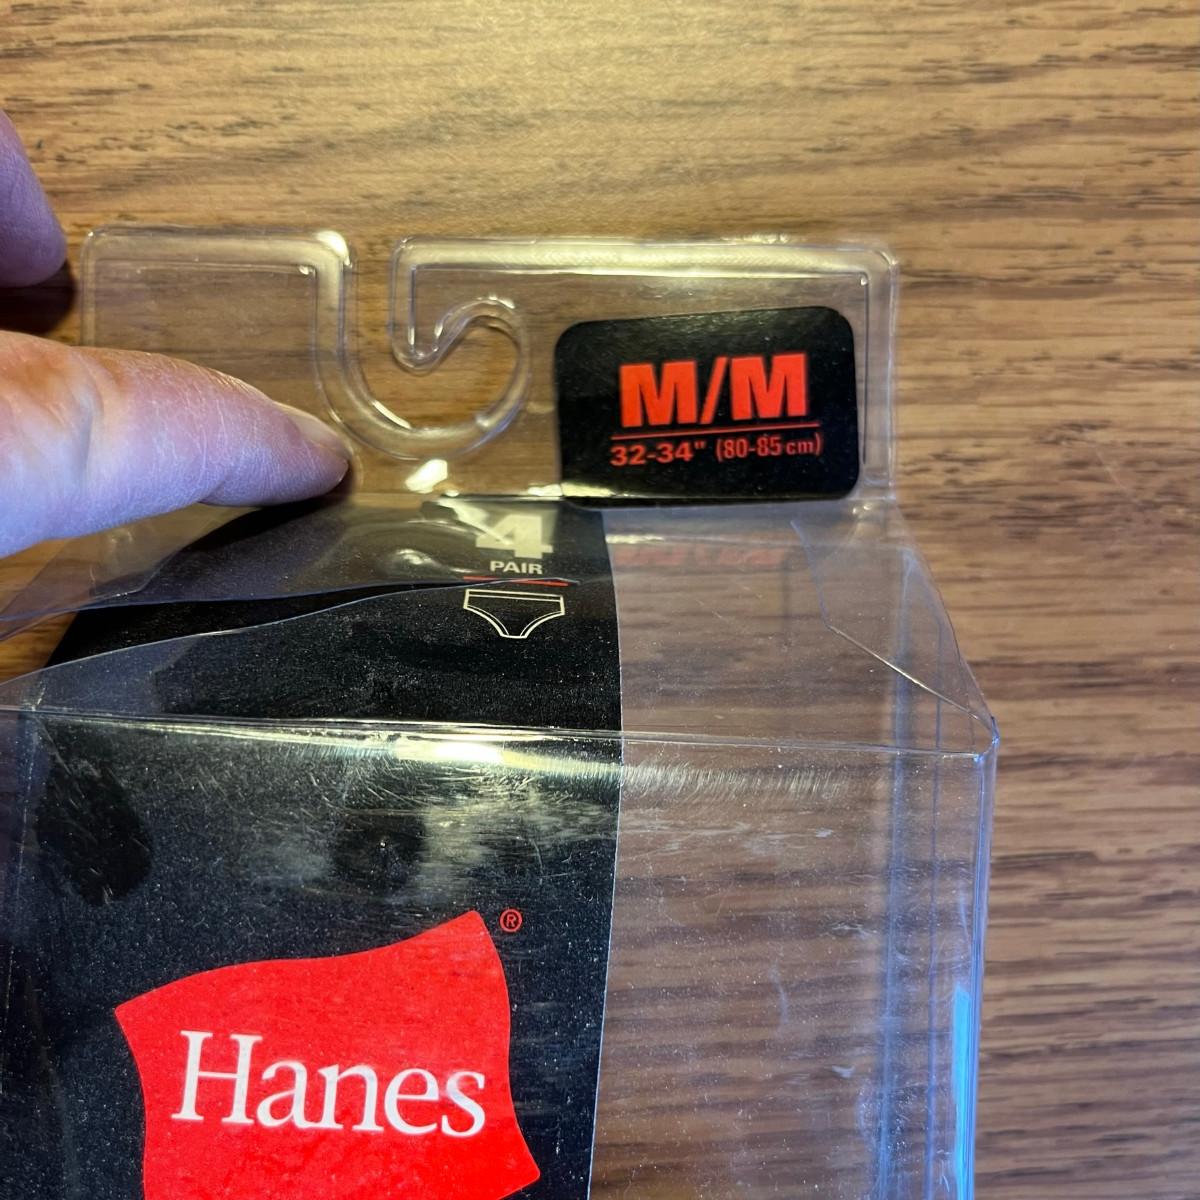 M/M
32-34" (80-85 cm)
4
PAIR
®
Hanes